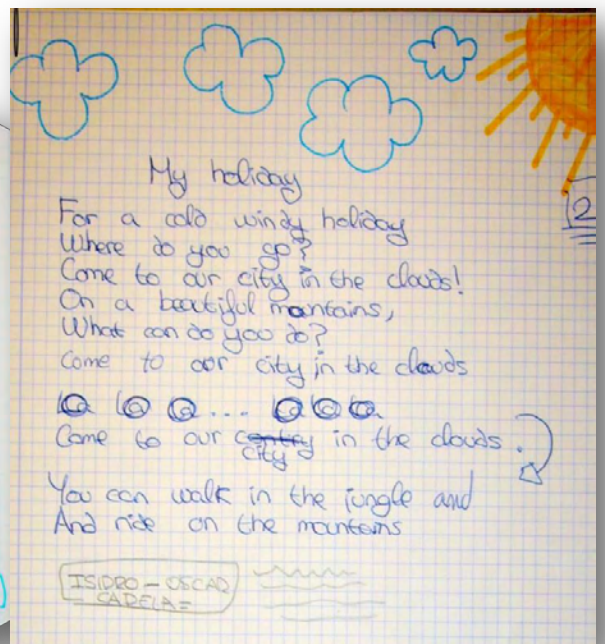 My holiday
2
For a cold windy holiday
Where do you go?
Come to our city in the clouds!
On a beatiful mountains,
What can do you do?
Come to our city in the clouds
la la a... la la la
Come to our city in the clouds.
You can walk in the jungle and
And ride on the mountains
ISIDRO - OSCAR